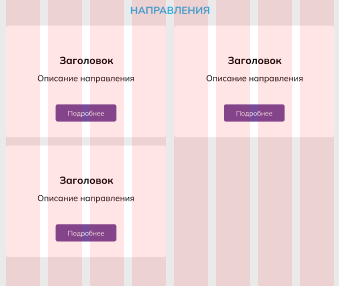 НАПРАВЛЕНИЯ
Заголовок
Описание направления
Подробнее
Заголовок
Описание направления
Подробнее
Заголовок
Описание направления
Подробнее